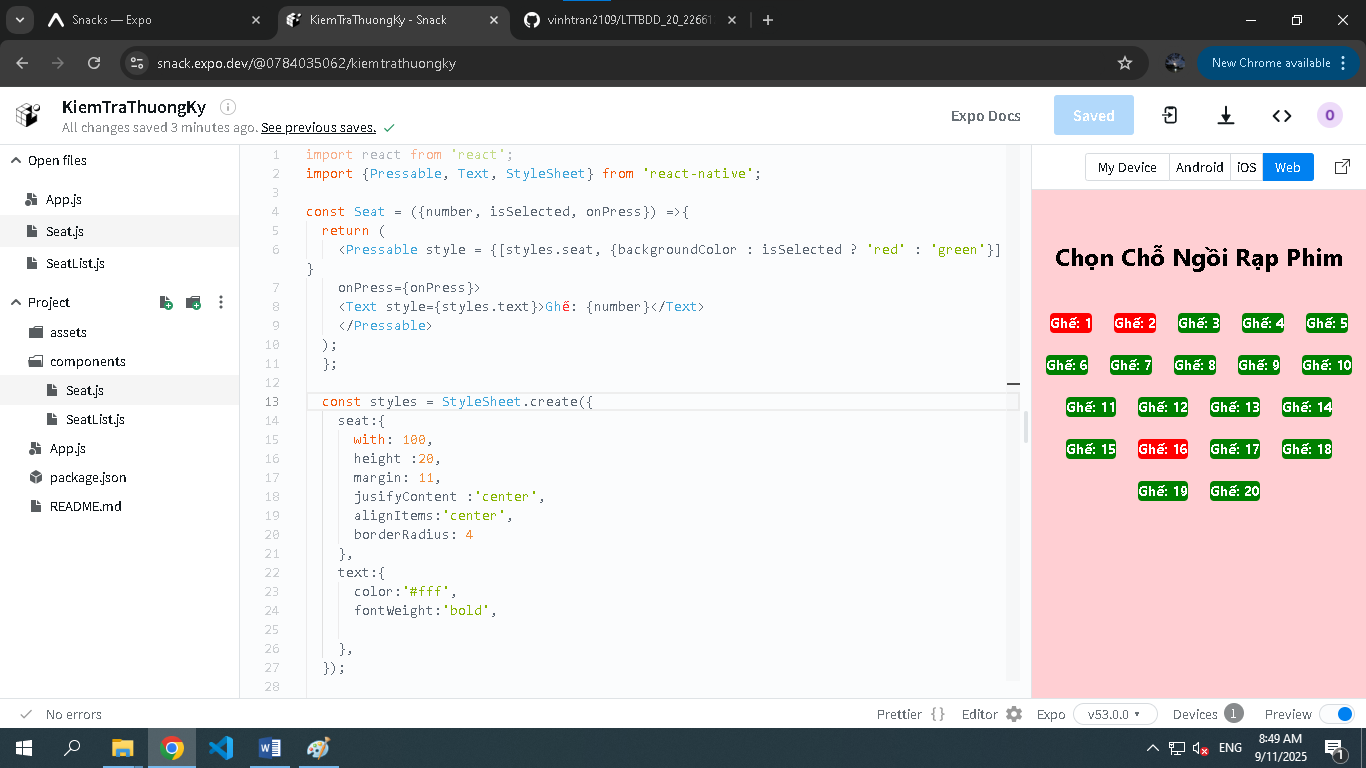 Snacks — Expo
KiemTraThuongKy - Snack
vinhtran2109/LTTBDD_20_22661
snack.expo.dev/@0784035062/kiemtrathuongky
New Chrome available
KiemTraThuongKy
All changes saved 3 minutes ago. See previous saves.
Expo Docs
Saved
O
Open files
App.js
Seat.js
SeatList.js
Project
assets
components
Seat.js
SeatList.js
App.js
package.json
README.md
1 import react from 'react';
2 import {Pressable, Text, StyleSheet} from 'react-native';
3
4 const Seat = ({number, isSelected, onPress}) =>{
5 return (
6 <Pressable style = {[styles.seat, {backgroundColor : isSelected ? 'red' : 'green'}]
}
7 onPress={onPress}>
8 <Text style={styles.text}>Ghế: {number}</Text>
9 </Pressable>
10 );
11 };
12
13 const styles = StyleSheet.create({
14 seat:{
15 with: 100,
16 height :20,
17 margin: 11,
18 jusifyContent :'center',
19 alignItems:'center',
20 borderRadius: 4
21 },
22 text:{
23 color:'#fff',
24 fontWeight:'bold',
25
26 },
27 });
28
My Device Android iOS Web
Chọn Chỗ Ngồi Rạp Phim
Ghế: 1 Ghế: 2 Ghế: 3 Ghế: 4 Ghế: 5
Ghế: 6 Ghế: 7 Ghế: 8 Ghế: 9 Ghế: 10
Ghế: 11 Ghế: 12 Ghế: 13 Ghế: 14
Ghế: 15 Ghế: 16 Ghế: 17 Ghế: 18
Ghế: 19 Ghế: 20
No errors
Prettier {} Editor Expo v53.0.0 Devices 1 Preview
ENG
8:49 AM
9/11/2025
1